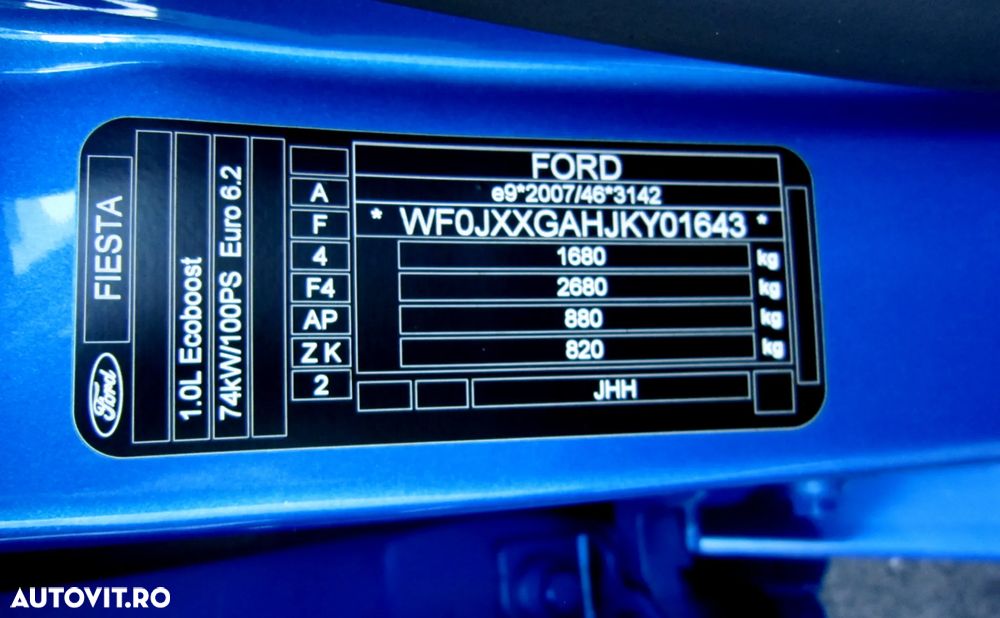 FORD
e9*2007/46*3142
* WF0JXXGAHJKY01643 *
1680 kg
2680 kg
880 kg
820 kg
JHH
A
F
4
F4
AP
Z K
2
FIESTA
Ford
1.0L Ecoboost
74kW/100PS Euro 6.2
AUTOVIT.RO